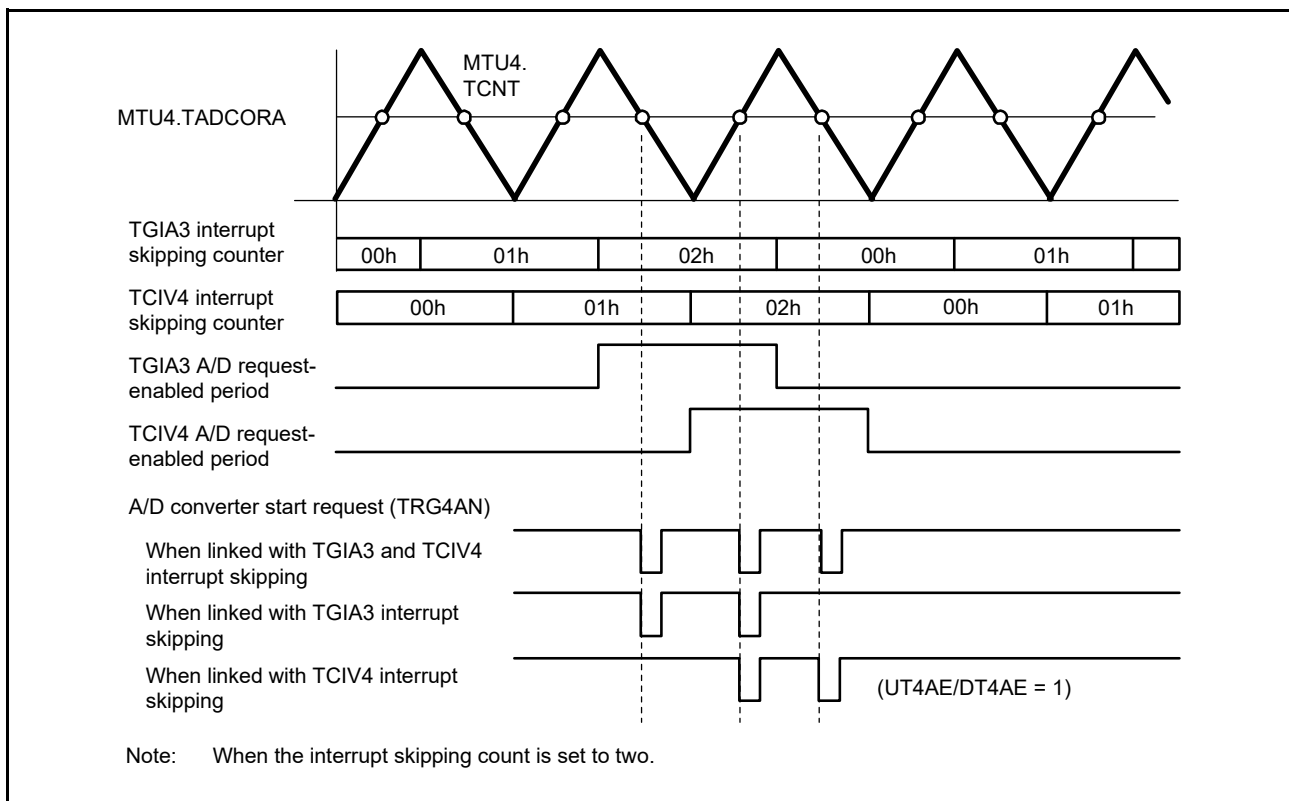 MTU4.
TCNT
MTU4.TADCORA
TGIA3 interrupt
skipping counter
00h 01h 02h 00h 01h
TCIV4 interrupt
skipping counter
00h 01h 02h 00h 01h
TGIA3 A/D request-
enabled period
TCIV4 A/D request-
enabled period
A/D converter start request (TRG4AN)
When linked with TGIA3 and TCIV4
interrupt skipping
When linked with TGIA3 interrupt
skipping
When linked with TCIV4 interrupt
skipping
(UT4AE/DT4AE = 1)
Note: When the interrupt skipping count is set to two.